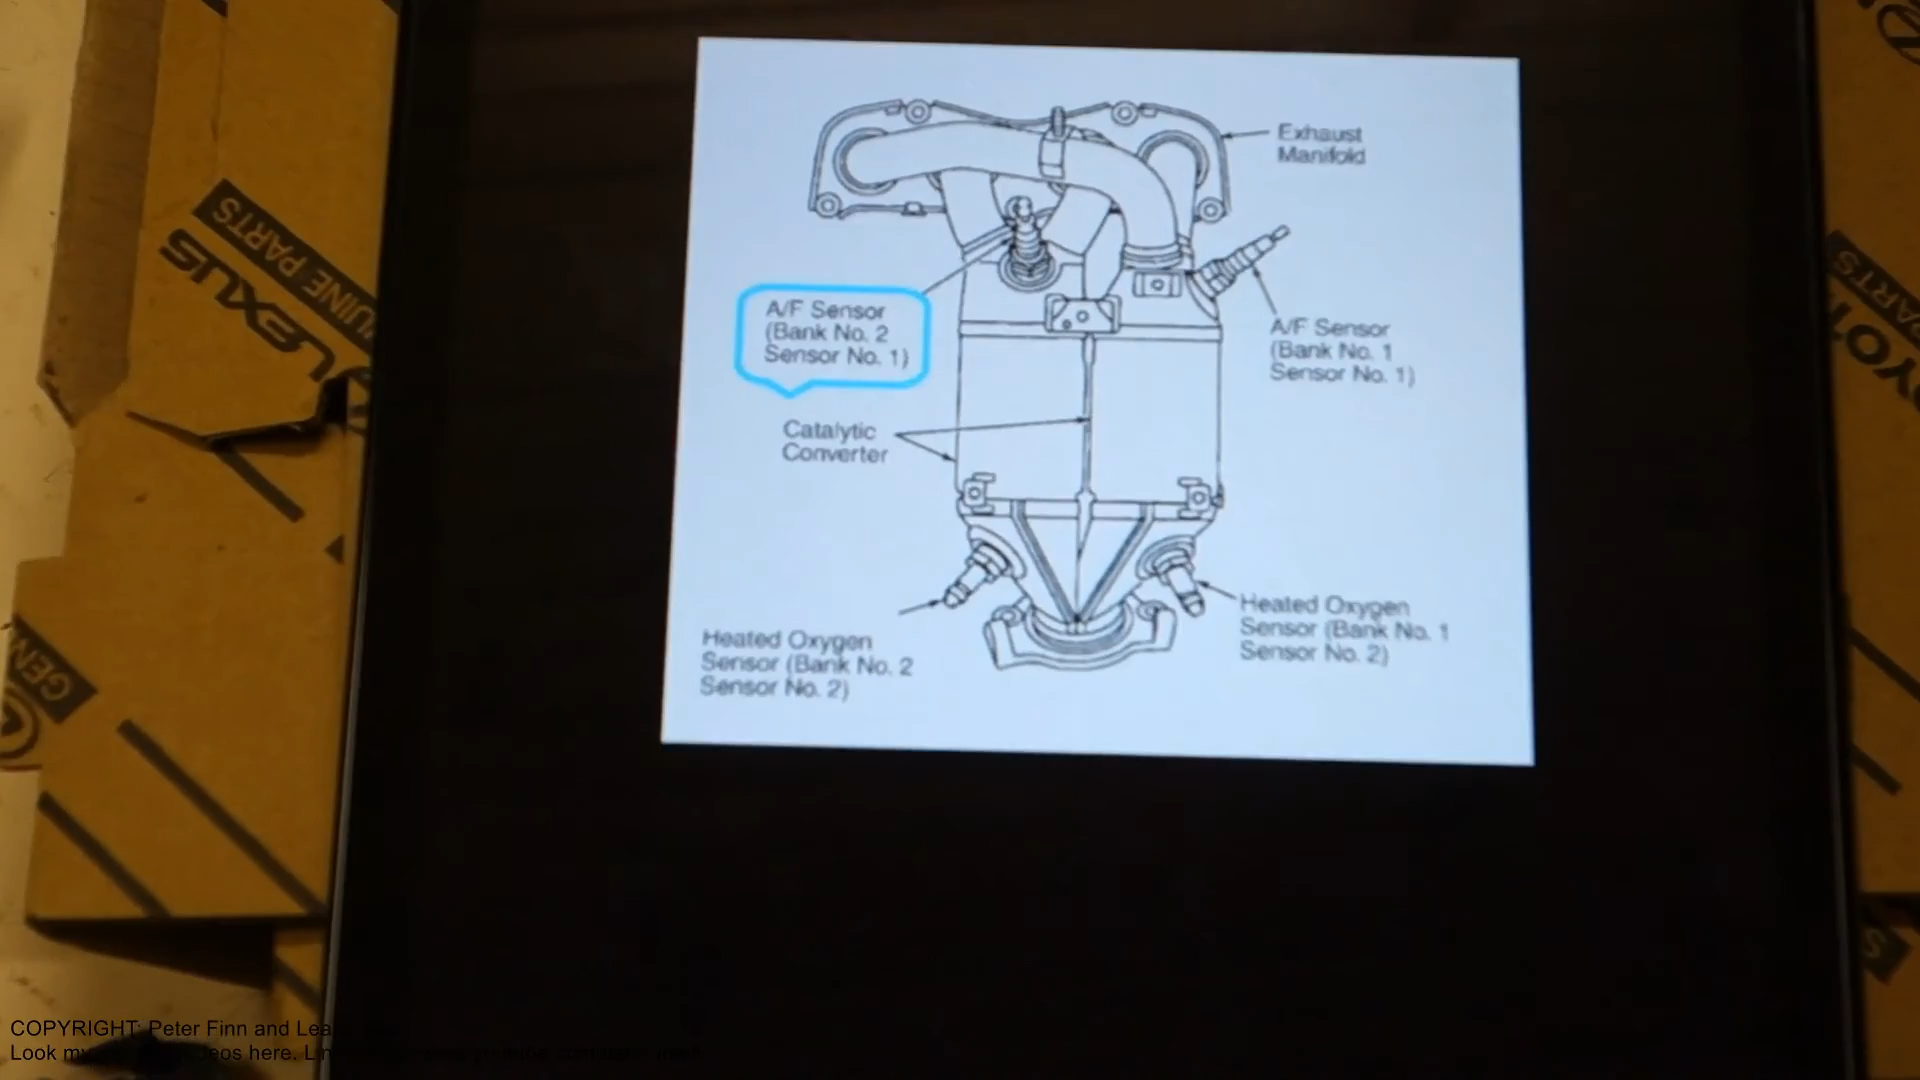 Exhaust
Manifold
A/F Sensor
(Bank No. 2
Sensor No. 1)
A/F Sensor
(Bank No. 1
Sensor No. 1)
Catalytic
Converter
Heated Oxygen
Sensor (Bank No. 1
Sensor No. 2)
Heated Oxygen
Sensor (Bank No. 2
Sensor No. 2)
PARTS
LEXUS
PARTS
COPYRIGHT: Peter Finn and
Look here.